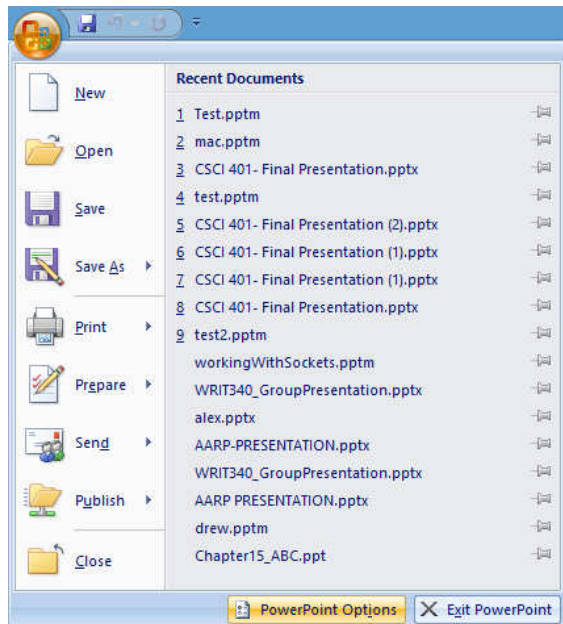 New
Open
Save
Save As
Print
Prepare
Send
Publish
Close
Recent Documents
1 Test.pptm
2 mac.pptm
3 CSCI 401- Final Presentation.pptx
4 test.pptm
5 CSCI 401- Final Presentation (2).pptx
6 CSCI 401- Final Presentation (1).pptx
7 CSCI 401- Final Presentation (1).pptx
8 CSCI 401- Final Presentation.pptx
9 test2.pptm
workingWithSockets.pptm
WRIT340_GroupPresentation.pptx
alex.pptx
AARP-PRESENTATION.pptx
WRIT340_GroupPresentation.pptx
AARP PRESENTATION.pptx
drew.pptm
Chapter15_ABC.ppt
PowerPoint Options
Exit PowerPoint